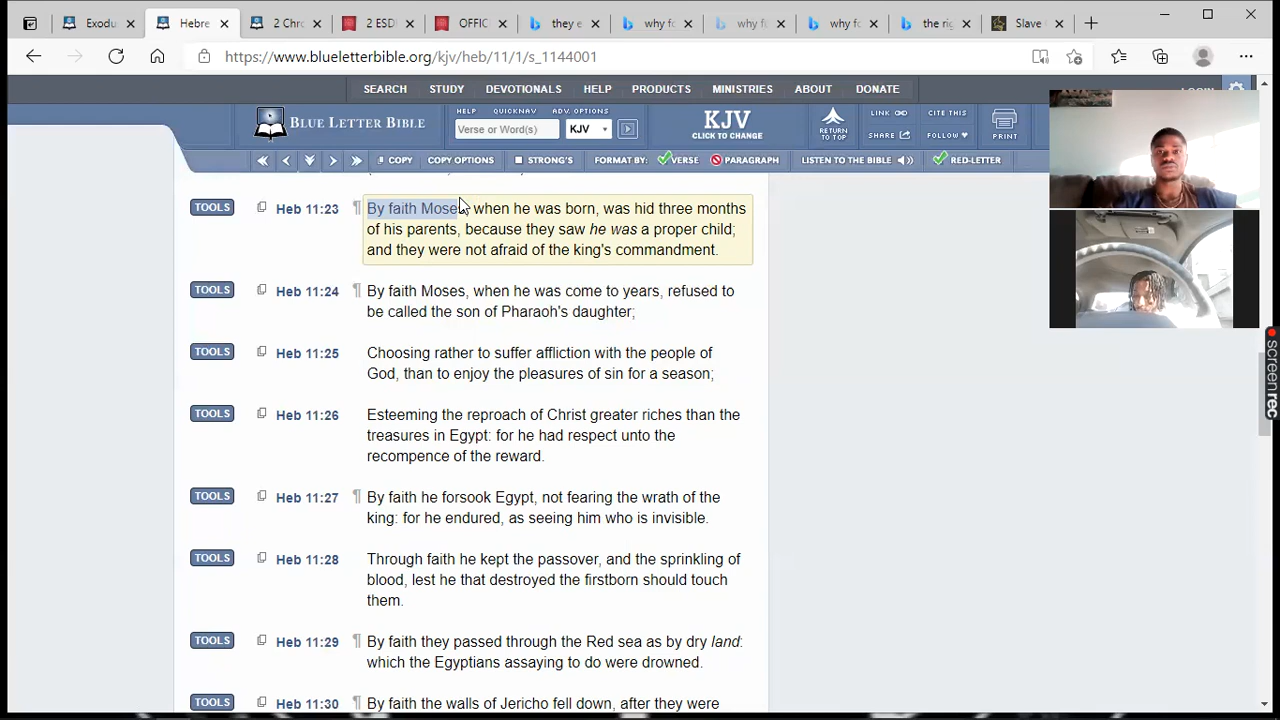 Exodu
Hebre
2 Chro
2 ESD
OFFIC
they e
why fo
why fo
why fo
the rig
Slave
https://www.blueletterbible.org/kjv/heb/11/1/s_1144001
SEARCH STUDY DEVOTIONALS HELP PRODUCTS MINISTRIES ABOUT DONATE
BLUE LETTER BIBLE
HELP QUICKNAV ADV. OPTIONS
Verse or Word(s) KJV
KJV
CLICK TO CHANGE
RETURN TO TOP
LINK CITE THIS
SHARE FOLLOW
PRINT
COPY COPY OPTIONS STRONG'S FORMAT BY: VERSE PARAGRAPH LISTEN TO THE BIBLE RED-LETTER
TOOLS Heb 11:23 ¶ By faith Moses, when he was born, was hid three months
of his parents, because they saw he was a proper child;
and they were not afraid of the king's commandment.
TOOLS Heb 11:24 ¶ By faith Moses, when he was come to years, refused to
be called the son of Pharaoh's daughter;
TOOLS Heb 11:25 Choosing rather to suffer affliction with the people of
God, than to enjoy the pleasures of sin for a season;
TOOLS Heb 11:26 Esteeming the reproach of Christ greater riches than the
treasures in Egypt: for he had respect unto the
recompence of the reward.
TOOLS Heb 11:27 ¶ By faith he forsook Egypt, not fearing the wrath of the
king: for he endured, as seeing him who is invisible.
TOOLS Heb 11:28 Through faith he kept the passover, and the sprinkling of
blood, lest he that destroyed the firstborn should touch
them.
TOOLS Heb 11:29 ¶ By faith they passed through the Red sea as by dry land:
which the Egyptians assaying to do were drowned.
TOOLS Heb 11:30 ¶ By faith the walls of Jericho fell down, after they were
screenrec